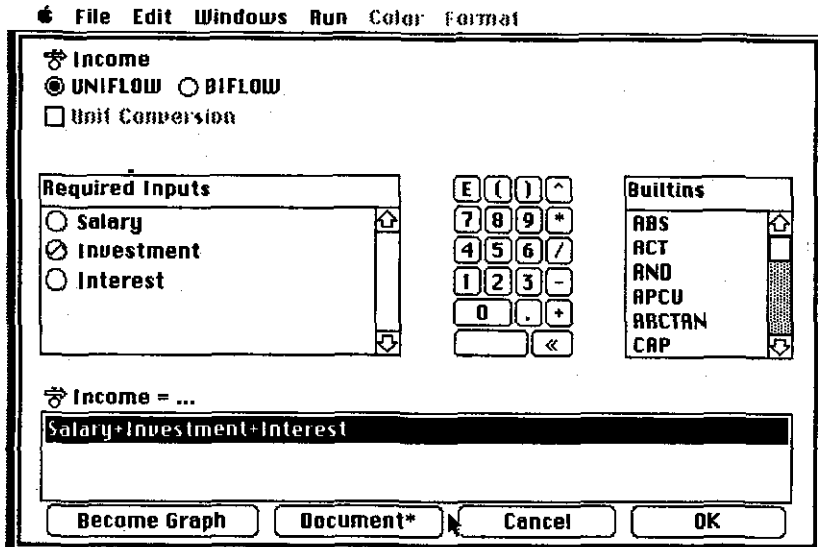 File Edit Windows Run Color Format
Income
UNIFLOW BIFLOW
Unit Conversion
Required Inputs
Salary
Investment
Interest
E ( ) ^
7 8 9 *
4 5 6 /
1 2 3 -
0 . +
«
Builtins
ABS
ACT
AND
APCU
ARCTAN
CAP
Income = ...
Salary+Investment+Interest
Become Graph Document* Cancel OK